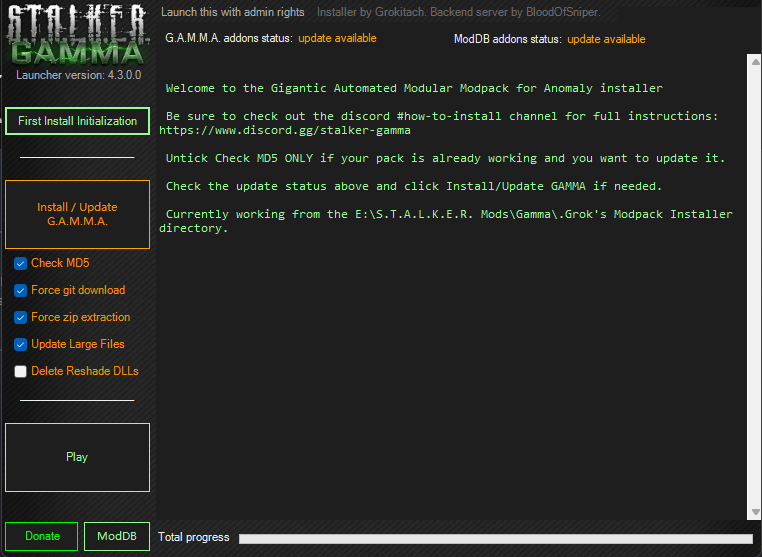 S.T.A.L.K.E.R.
GAMMA
Launcher version: 4.3.0.0
First Install Initialization
Install / Update
G.A.M.M.A.
Check MD5
Force git download
Force zip extraction
Update Large Files
Delete Reshade DLLs
Play
Donate
ModDB
Launch this with admin rights
Installer by Grokitach. Backend server by BloodOfSniper.
G.A.M.M.A. addons status: update available
ModDB addons status: update available
Welcome to the Gigantic Automated Modular Modpack for Anomaly installer
Be sure to check out the discord #how-to-install channel for full instructions:
https://www.discord.gg/stalker-gamma
Untick Check MD5 ONLY if your pack is already working and you want to update it.
Check the update status above and click Install/Update GAMMA if needed.
Currently working from the E:\S.T.A.L.K.E.R. Mods\Gamma\.Grok's Modpack Installer
directory.
Total progress